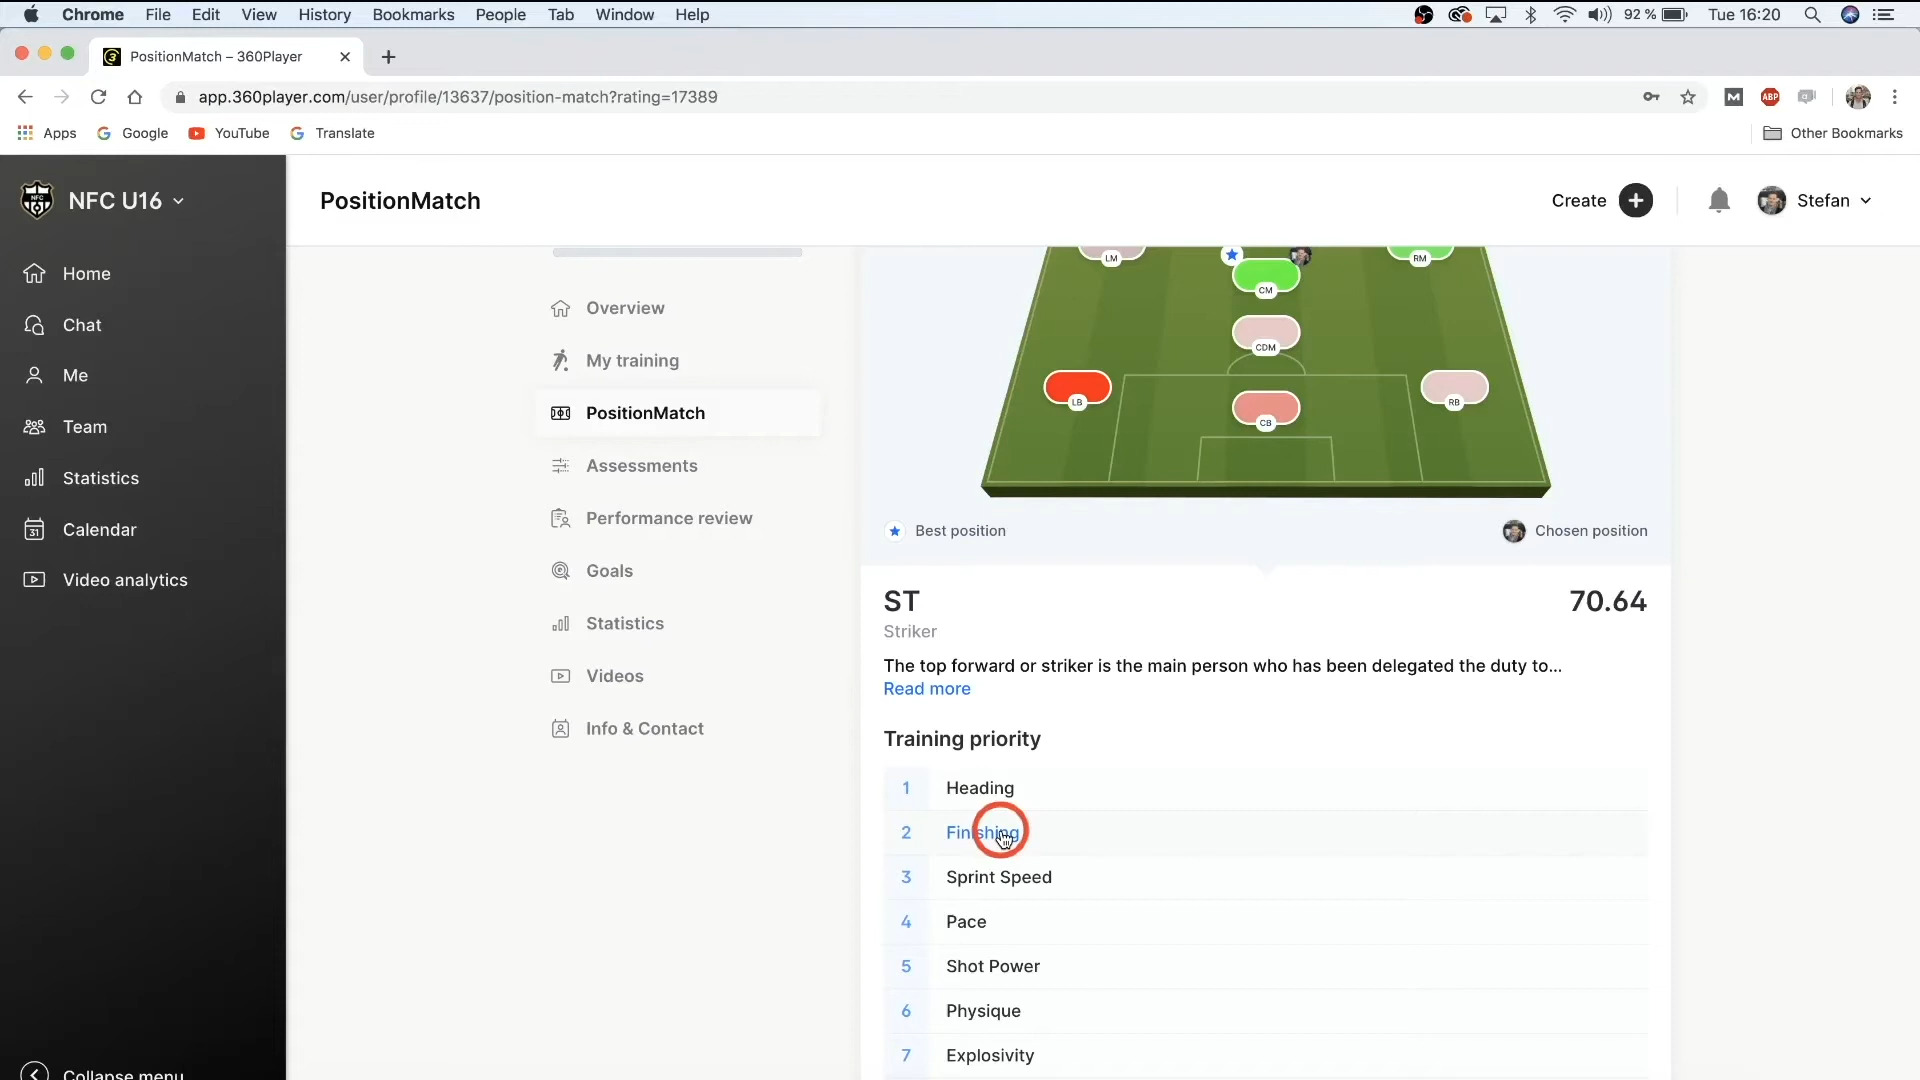 Chrome File Edit View History Bookmarks People Tab Window Help 92 % Tue 16:20
PositionMatch – 360Player
app.360player.com/user/profile/13637/position-match?rating=17389
M ABP
Apps Google YouTube Translate Other Bookmarks
NFC
NFC U16
PositionMatch
Create
Stefan
Home
Chat
Me
Team
Statistics
31
Calendar
Video analytics
Collapse menu
Overview
My training
PositionMatch
Assessments
Performance review
Goals
Statistics
Videos
Info & Contact
LM
RM
CM
CDM
LB
RB
CB
Best position
Chosen position
ST
70.64
Striker
The top forward or striker is the main person who has been delegated the duty to...
Read more
Training priority
1 Heading
2 Finishing
3 Sprint Speed
4 Pace
5 Shot Power
6 Physique
7 Explosivity